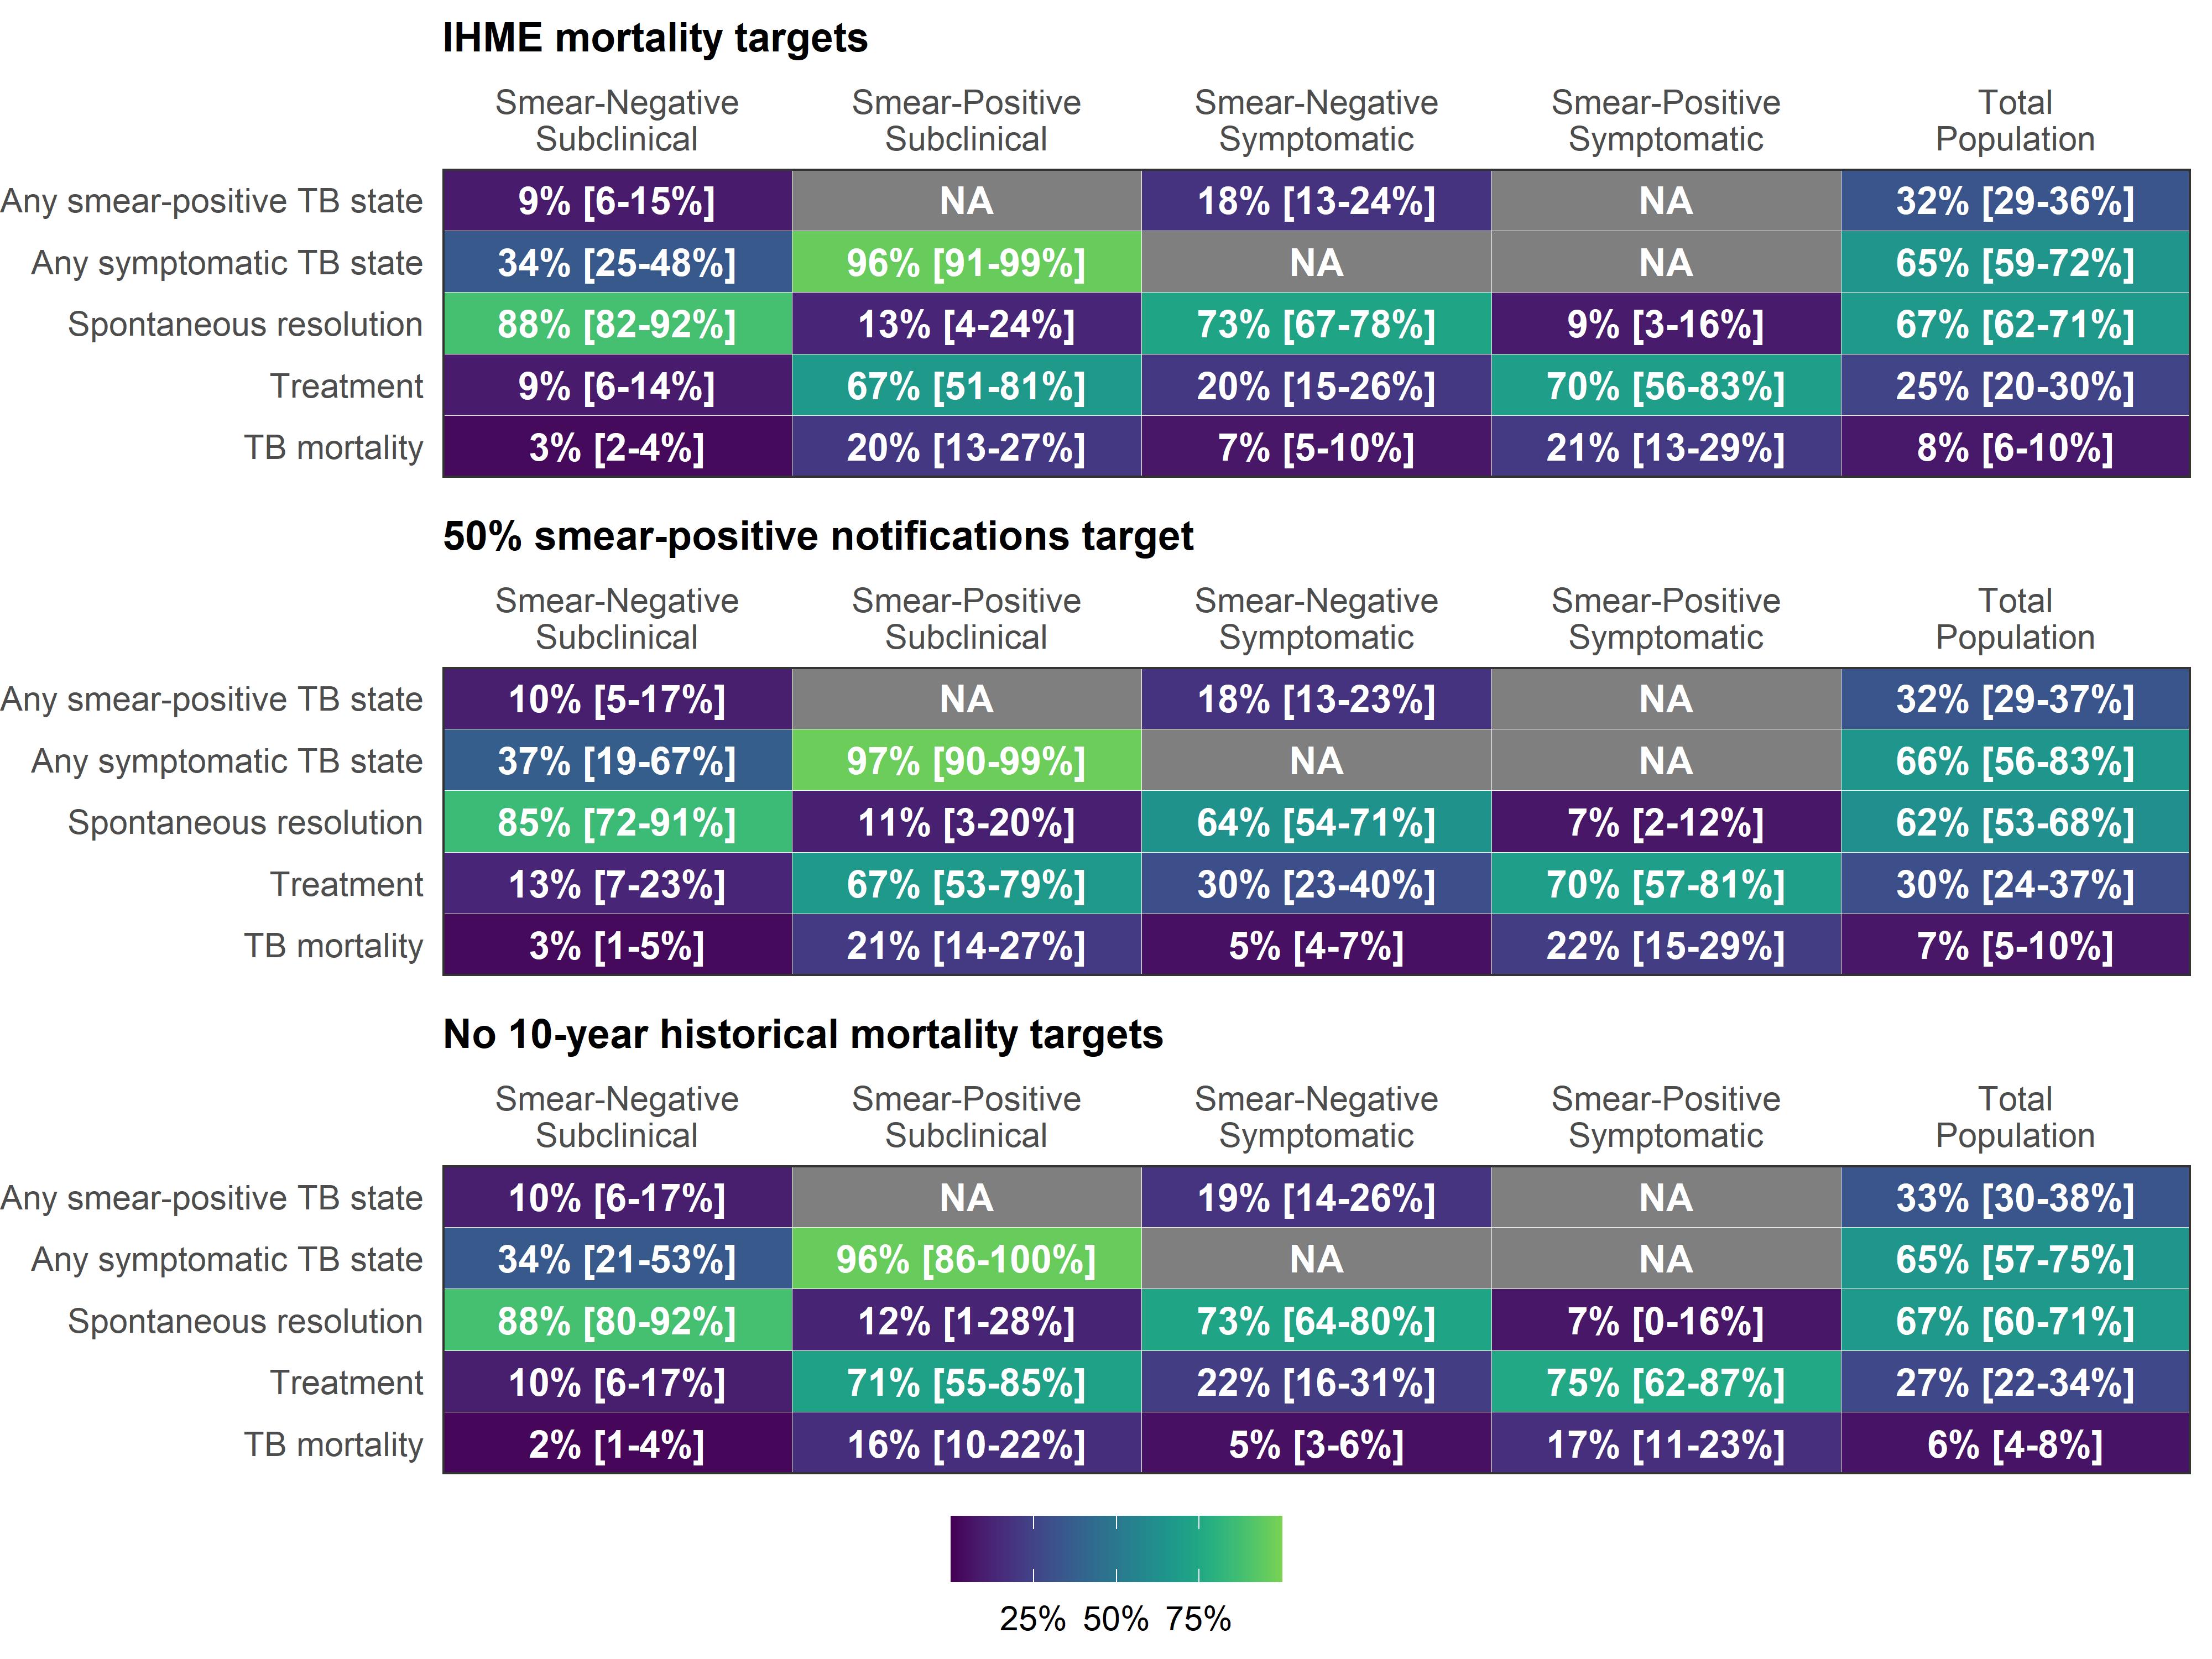 IHME mortality targets
Smear-Negative Smear-Positive Smear-Negative Smear-Positive Total
Subclinical Subclinical Symptomatic Symptomatic Population
Any smear-positive TB state 9% [6-15%] NA 18% [13-24%] NA 32% [29-36%]
Any symptomatic TB state 34% [25-48%] 96% [91-99%] NA NA 65% [59-72%]
Spontaneous resolution 88% [82-92%] 13% [4-24%] 73% [67-78%] 9% [3-16%] 67% [62-71%]
Treatment 9% [6-14%] 67% [51-81%] 20% [15-26%] 70% [56-83%] 25% [20-30%]
TB mortality 3% [2-4%] 20% [13-27%] 7% [5-10%] 21% [13-29%] 8% [6-10%]
50% smear-positive notifications target
Smear-Negative Smear-Positive Smear-Negative Smear-Positive Total
Subclinical Subclinical Symptomatic Symptomatic Population
Any smear-positive TB state 10% [5-17%] NA 18% [13-23%] NA 32% [29-37%]
Any symptomatic TB state 37% [19-67%] 97% [90-99%] NA NA 66% [56-83%]
Spontaneous resolution 85% [72-91%] 11% [3-20%] 64% [54-71%] 7% [2-12%] 62% [53-68%]
Treatment 13% [7-23%] 67% [53-79%] 30% [23-40%] 70% [57-81%] 30% [24-37%]
TB mortality 3% [1-5%] 21% [14-27%] 5% [4-7%] 22% [15-29%] 7% [5-10%]
No 10-year historical mortality targets
Smear-Negative Smear-Positive Smear-Negative Smear-Positive Total
Subclinical Subclinical Symptomatic Symptomatic Population
Any smear-positive TB state 10% [6-17%] NA 19% [14-26%] NA 33% [30-38%]
Any symptomatic TB state 34% [21-53%] 96% [86-100%] NA NA 65% [57-75%]
Spontaneous resolution 88% [80-92%] 12% [1-28%] 73% [64-80%] 7% [0-16%] 67% [60-71%]
Treatment 10% [6-17%] 71% [55-85%] 22% [16-31%] 75% [62-87%] 27% [22-34%]
TB mortality 2% [1-4%] 16% [10-22%] 5% [3-6%] 17% [11-23%] 6% [4-8%]
25% 50% 75%